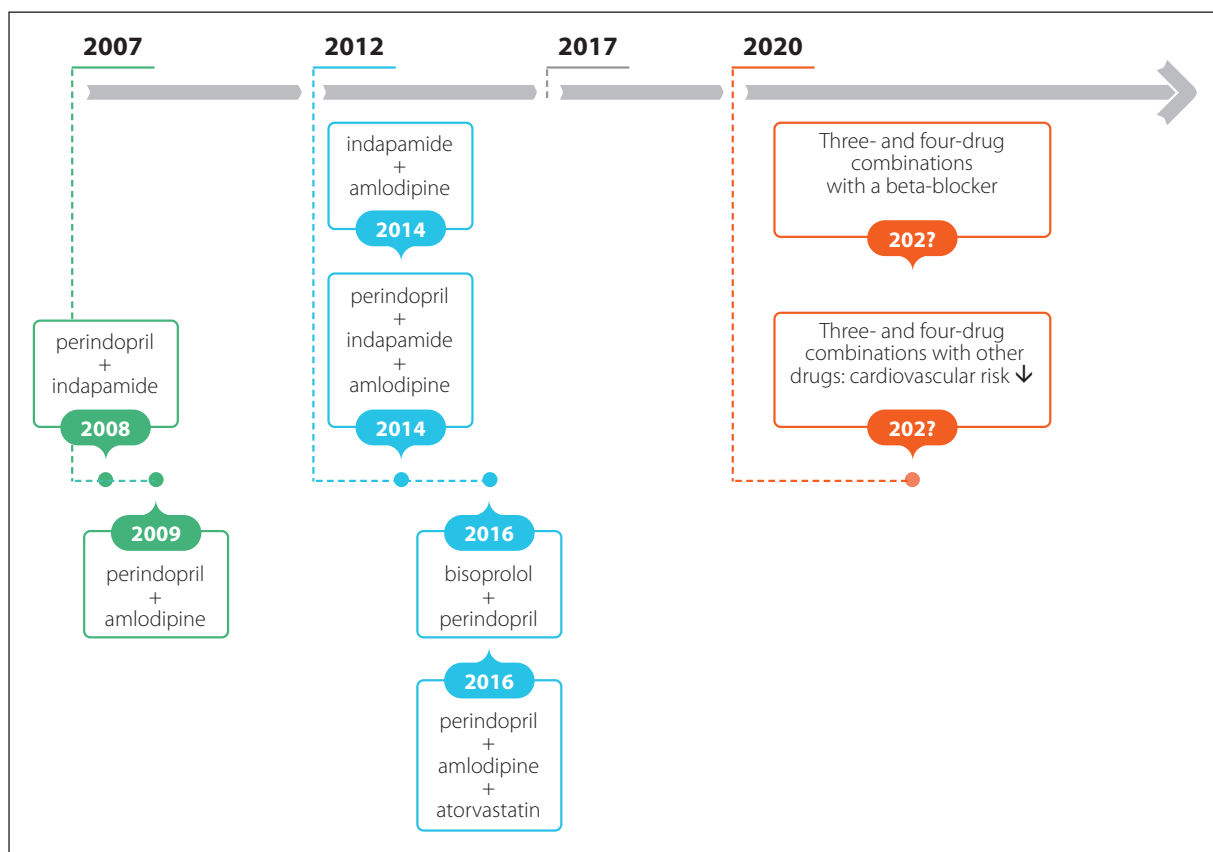 2007
2012
2017
2020
perindopril
+
indapamide
2008
2009
perindopril
+
amlodipine
indapamide
+
amlodipine
2014
perindopril
+
indapamide
+
amlodipine
2014
2016
bisoprolol
+
perindopril
2016
perindopril
+
amlodipine
+
atorvastatin
Three- and four-drug
combinations
with a beta-blocker
202?
Three- and four-drug
combinations with other
drugs: cardiovascular risk ↓
202?